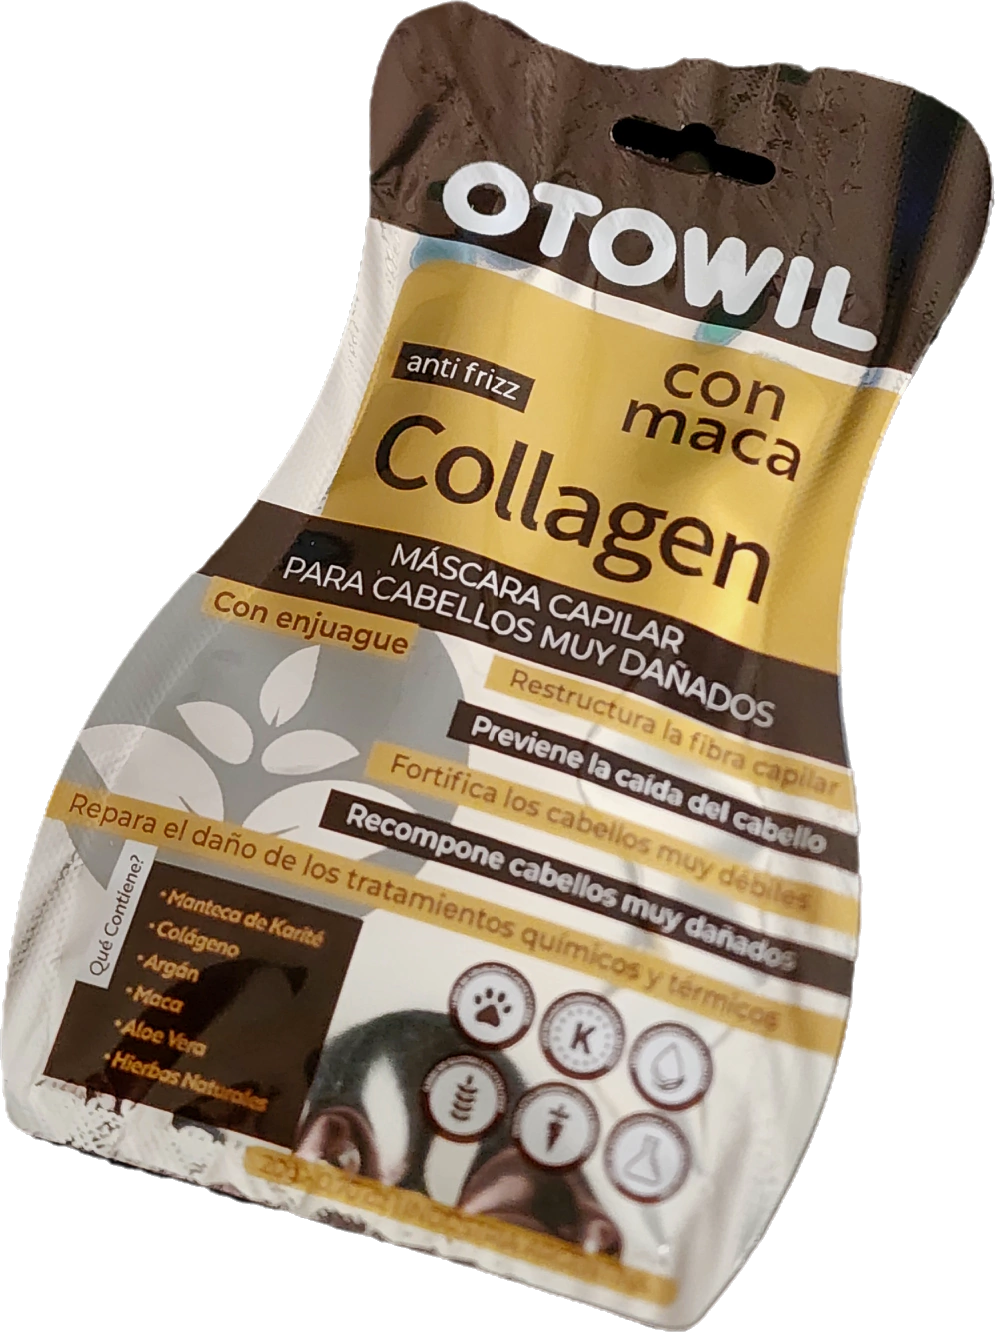 OTOWIL
anti frizz
con
maca
Collagen
MÁSCARA CAPILAR
PARA CABELLOS MUY DAÑADOS
Con enjuague
Restructura la fibra capilar
Previene la caída del cabello
Fortifica los cabellos muy débiles
Recompone cabellos muy dañados
Repara el daño de los tratamientos químicos y térmicos
Qué Contiene?
•Manteca de Karité
•Colágeno
•Argán
•Maca
•Aloe Vera
•Hierbas Naturales
K